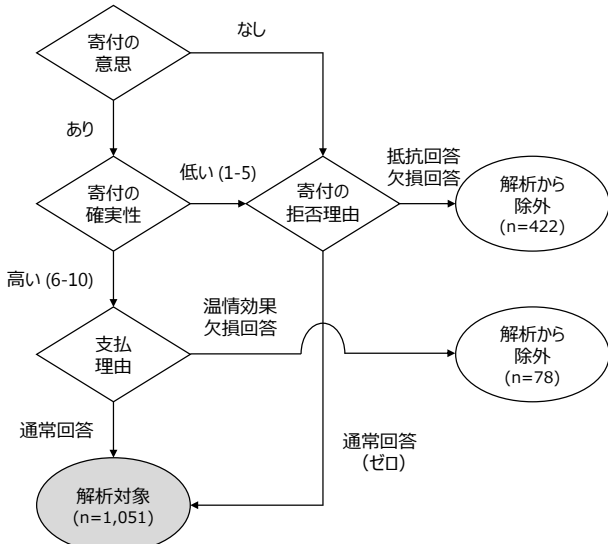 寄付の
意思
なし
あり
寄付の
確実性
低い (1-5)
寄付の
拒否理由
抵抗回答
欠損回答
解析から
除外
(n=422)
高い (6-10)
支払
理由
温情効果
欠損回答
解析から
除外
(n=78)
通常回答
通常回答
(ゼロ)
解析対象
(n=1,051)